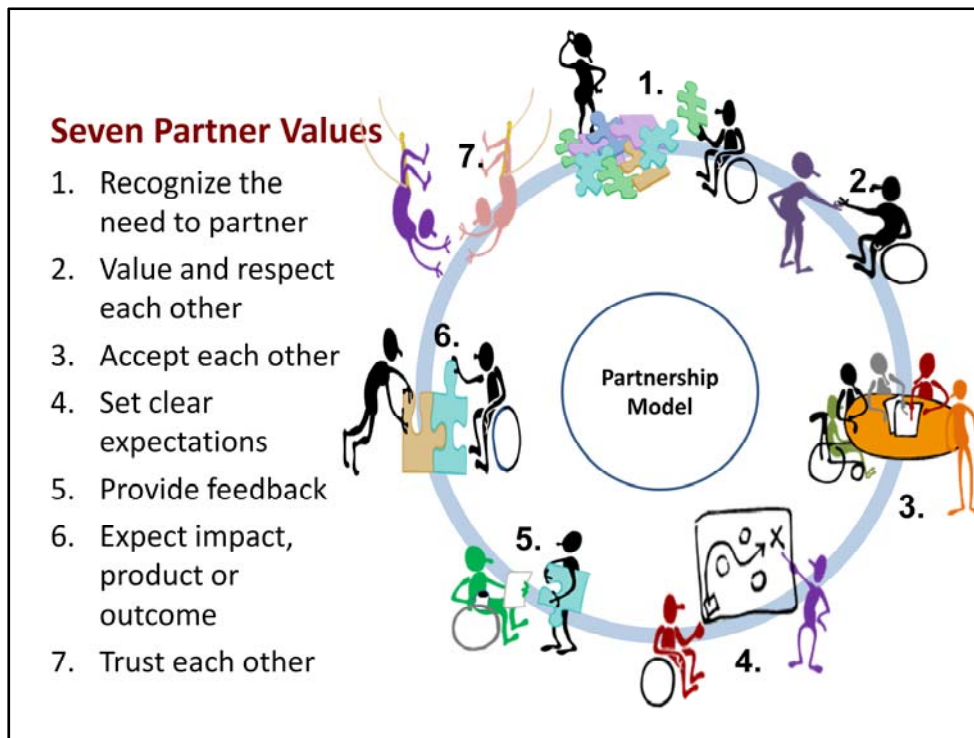 Seven Partner Values
1. Recognize the
need to partner
2. Value and respect
each other
3. Accept each other
4. Set clear
expectations
5. Provide feedback
6. Expect impact,
product or
outcome
7. Trust each other
1.
2.
3.
4.
5.
6.
7.
Partnership
Model
X